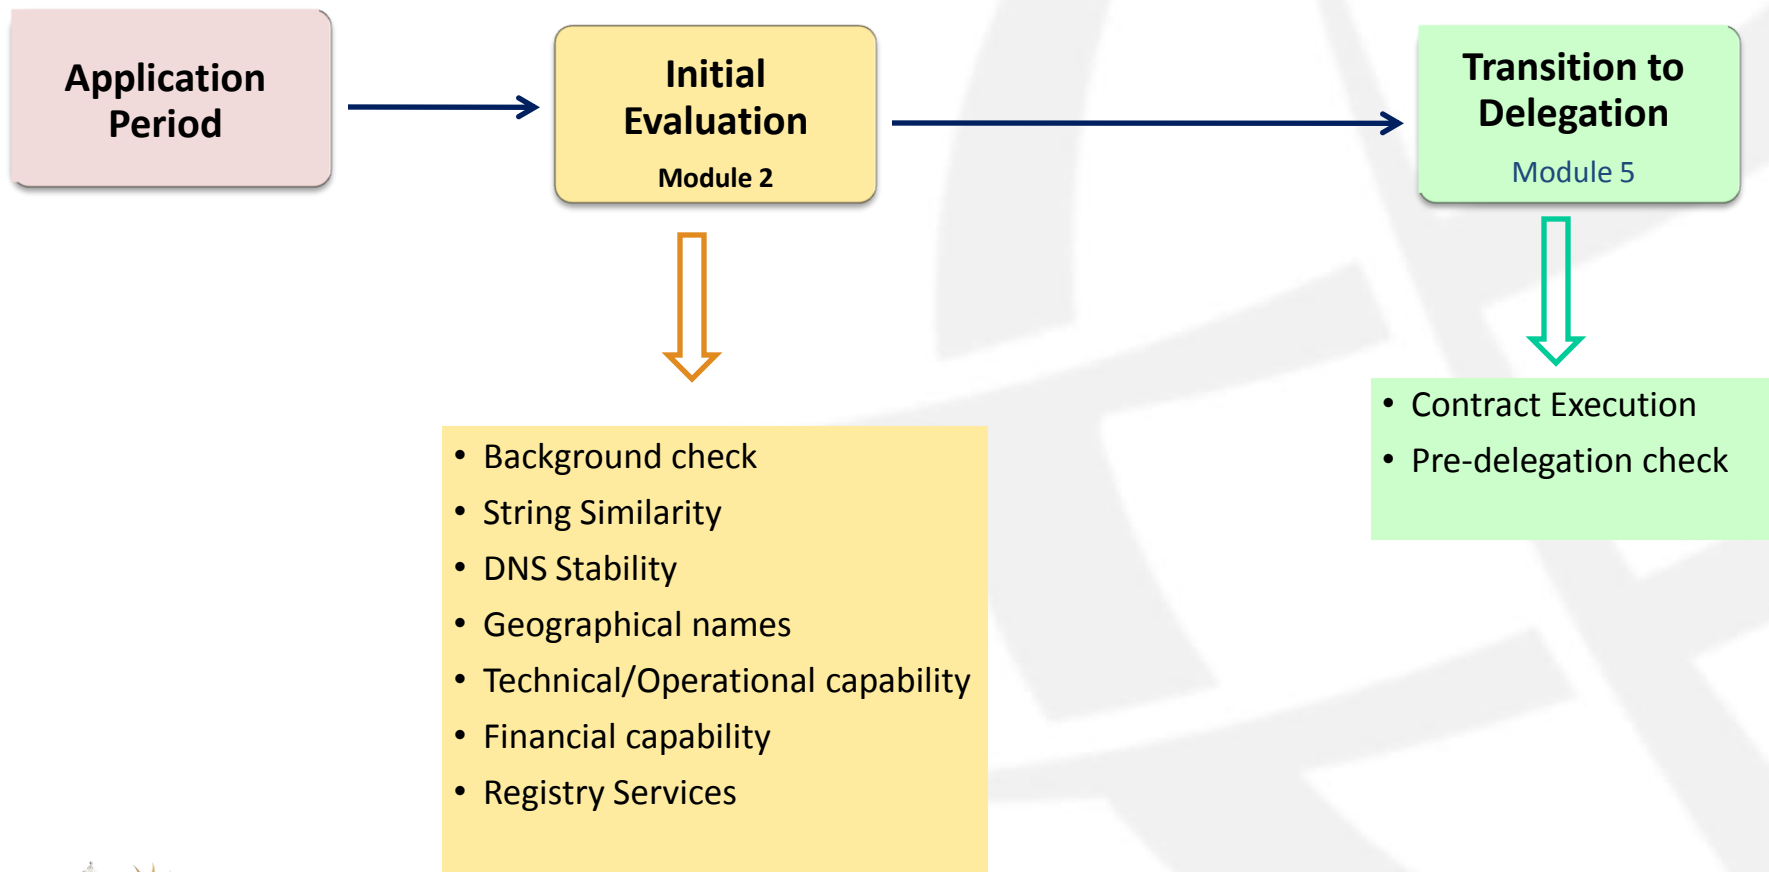 Application
Period
Initial
Evaluation
Module 2
Transition to
Delegation
Module 5
• Background check
• String Similarity
• DNS Stability
• Geographical names
• Technical/Operational capability
• Financial capability
• Registry Services
• Contract Execution
• Pre-delegation check